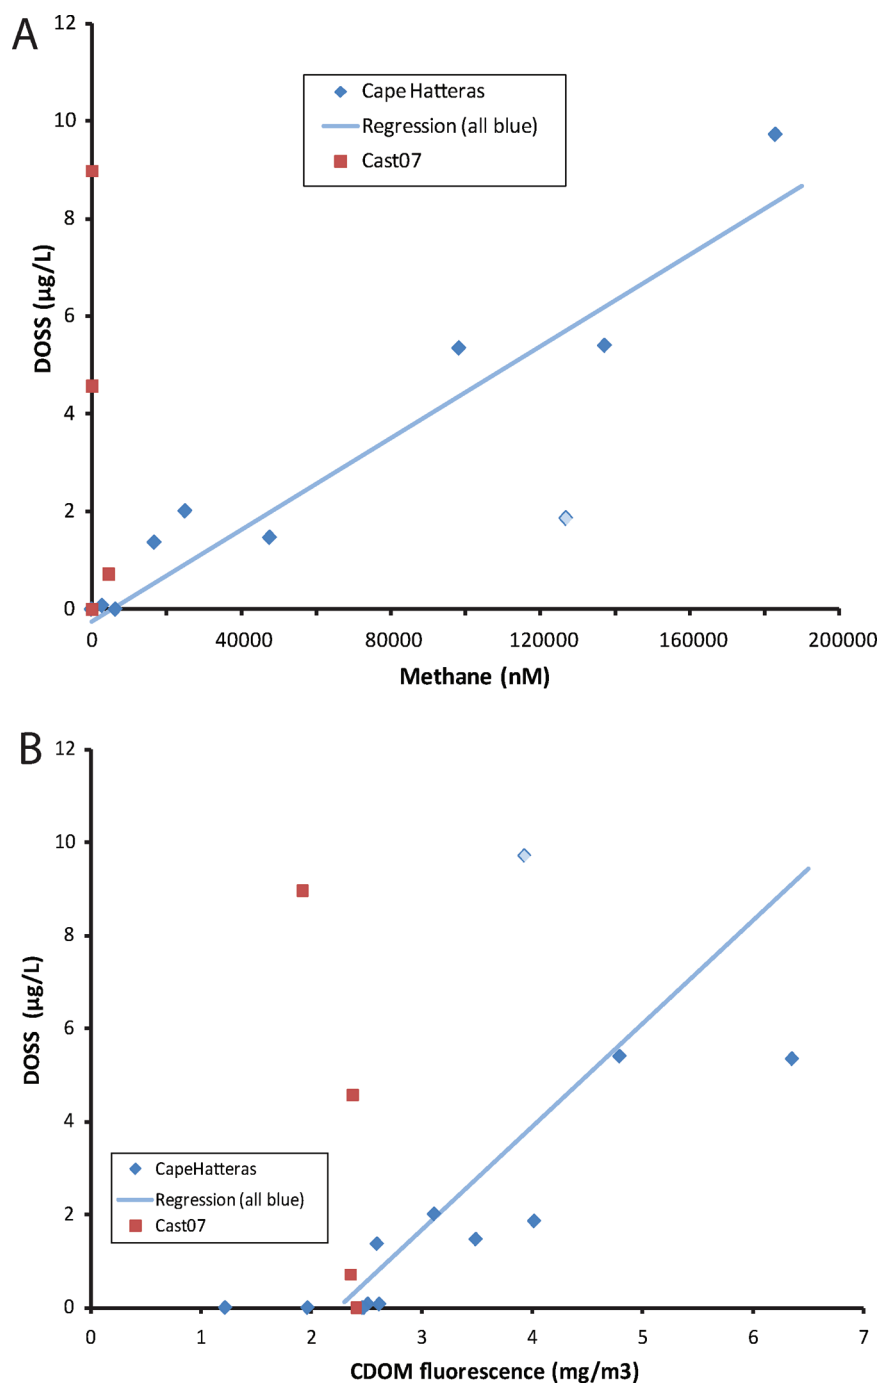 A
12
10
8
6
4
2
0
DOSS (µg/L)
Cape Hatteras
Regression (all blue)
Cast07
0 40000 80000 120000 160000 200000
Methane (nM)
B
12
10
8
6
4
2
0
DOSS (µg/L)
CapeHatteras
Regression (all blue)
Cast07
0 1 2 3 4 5 6 7
CDOM fluorescence (mg/m3)